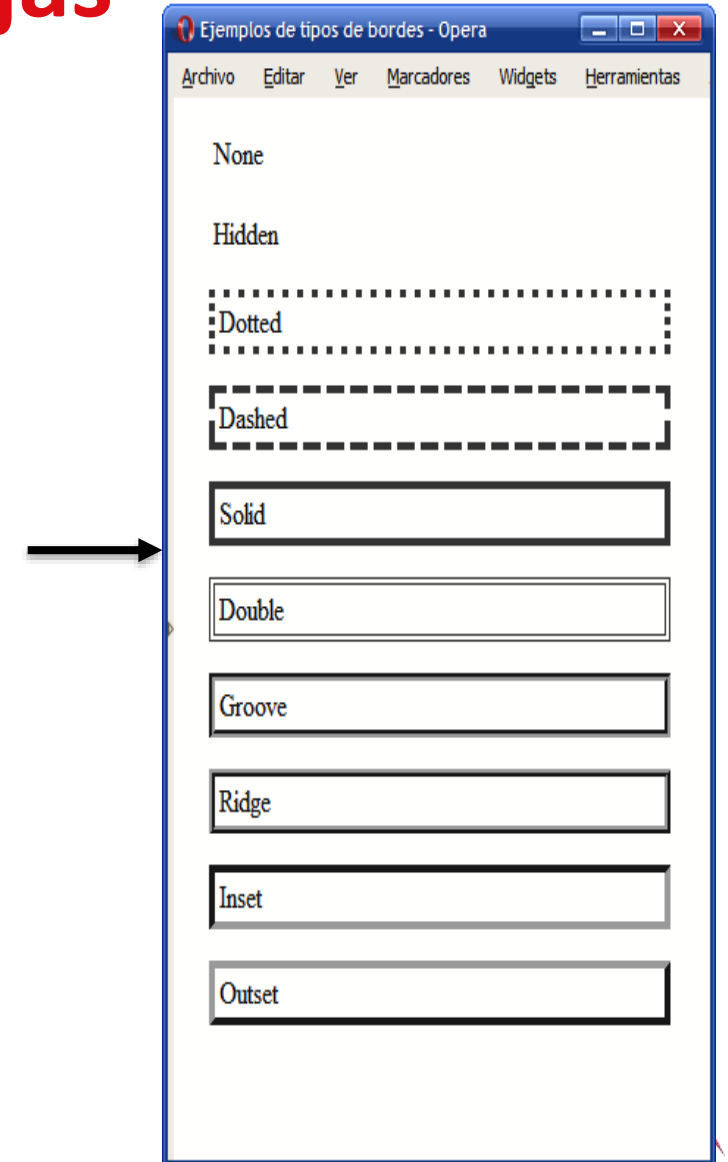 Ejemplos de tipos de bordes - Opera
Archivo Editar Ver Marcadores Widgets Herramientas
None
Hidden
Dotted
Dashed
Solid
Double
Groove
Ridge
Inset
Outset